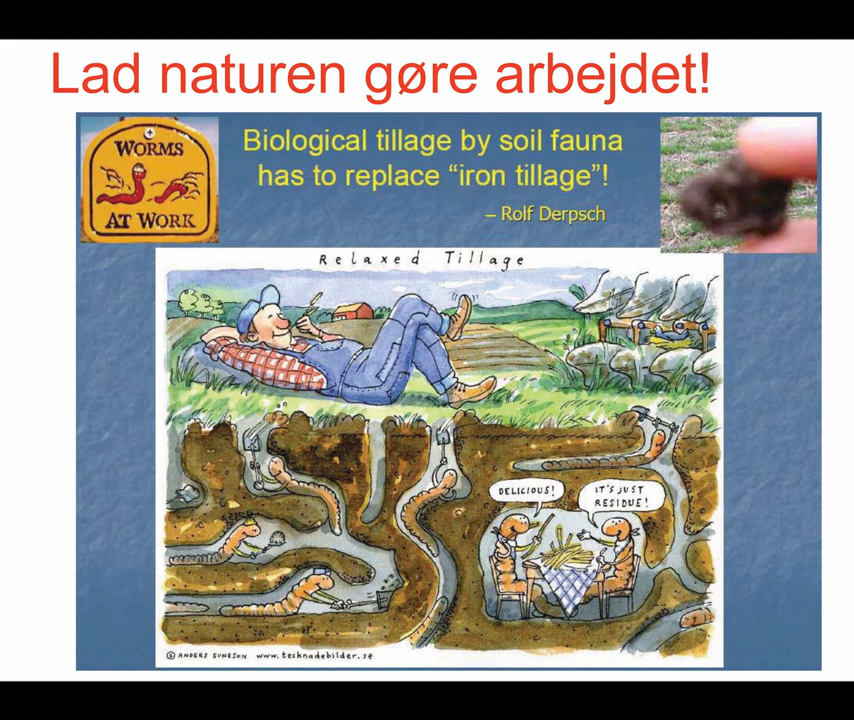 Lad naturen gøre arbejdet!
WORMS
AT WORK
Biological tillage by soil fauna
has to replace “iron tillage”!
– Rolf Derpsch
Relaxed Tillage
DELICIOUS!
IT'S JUST
RESIDUE!
© ANDERS SUNESON www.tecknadebilder.se